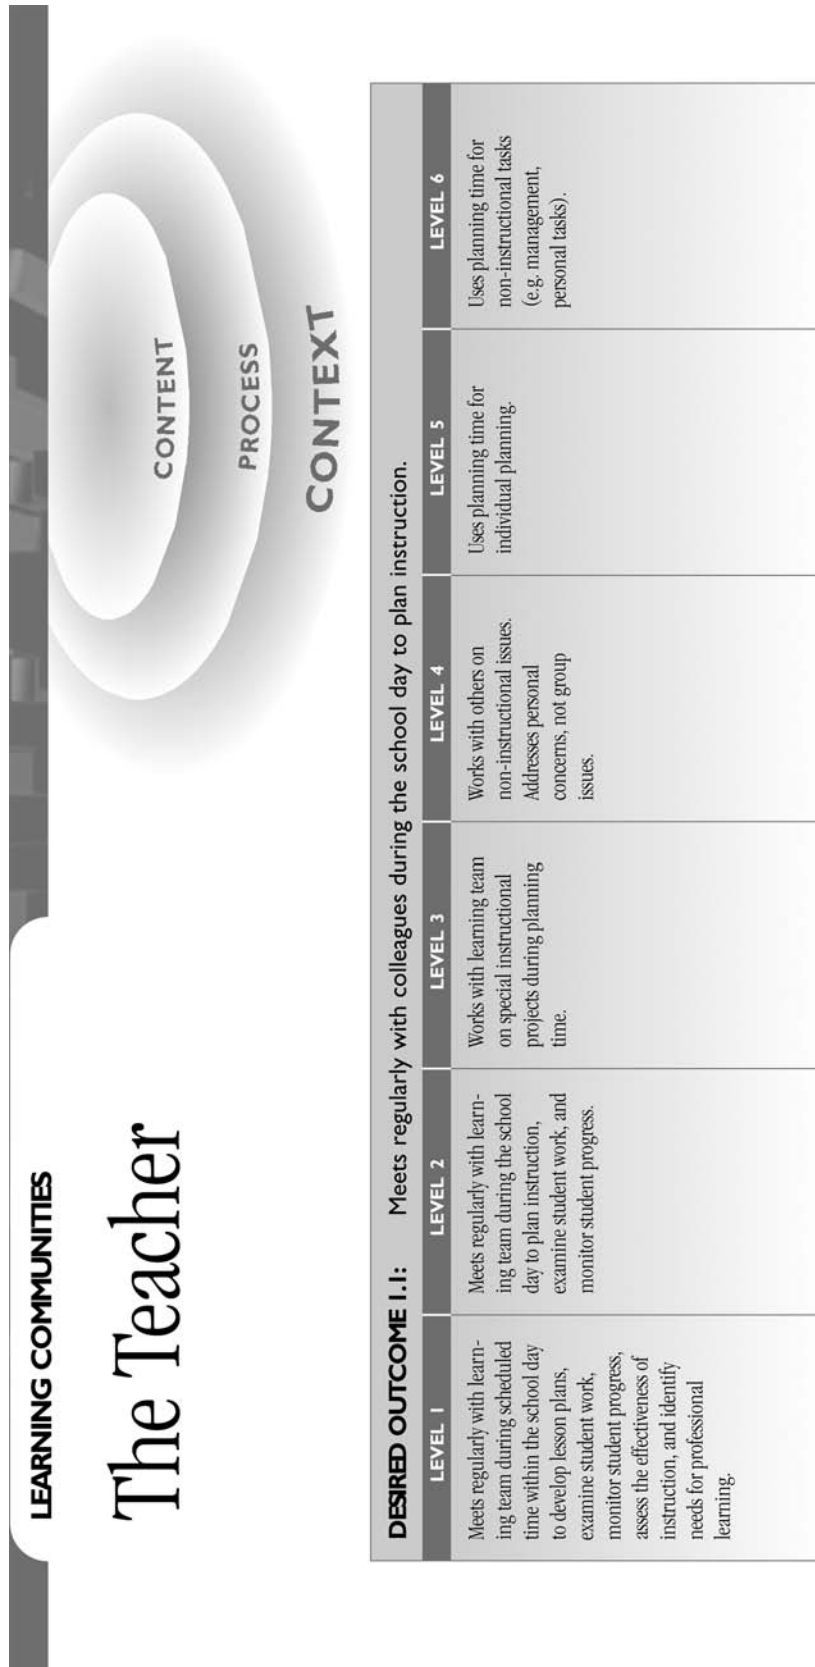 LEARNING COMMUNITIES
The Teacher
CONTENT
PROCESS
CONTEXT
DESIRED OUTCOME 1.1: Meets regularly with colleagues during the school day to plan instruction.
LEVEL 1
Meets regularly with learn-
ing team during scheduled
time within the school day
to develop lesson plans,
examine student work,
monitor student progress,
assess the effectiveness of
instruction, and identify
needs for professional
learning.
LEVEL 2
Meets regularly with learn-
ing team during the school
day to plan instruction,
examine student work, and
monitor student progress.
LEVEL 3
Works with learning team
on special instructional
projects during planning
time.
LEVEL 4
Works with others on
non-instructional issues.
Addresses personal
concerns, not group
issues.
LEVEL 5
Uses planning time for
individual planning.
LEVEL 6
Uses planning time for
non-instructional tasks
(e.g. management,
personal tasks).